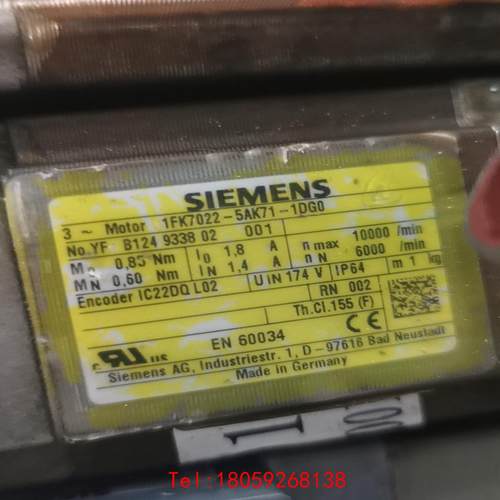 SIEMENS
3 ~ Motor 1FK7022-5AK71-1DG0
No.YF B124 9338 02 001
M0 0,85 Nm I0 1,8 A n max 10000 /min
MN 0,60 Nm IN 1,4 A n N 6000 /min
Encoder IC22DQ L02 U IN 174 V IP64 m 1 kg
RN 002
Th.Cl.155 (F)
EN 60034
c US
CE
Siemens AG, Industriestr. 1, D-97616 Bad Neustadt
Made in Germany
Tel:18059268138